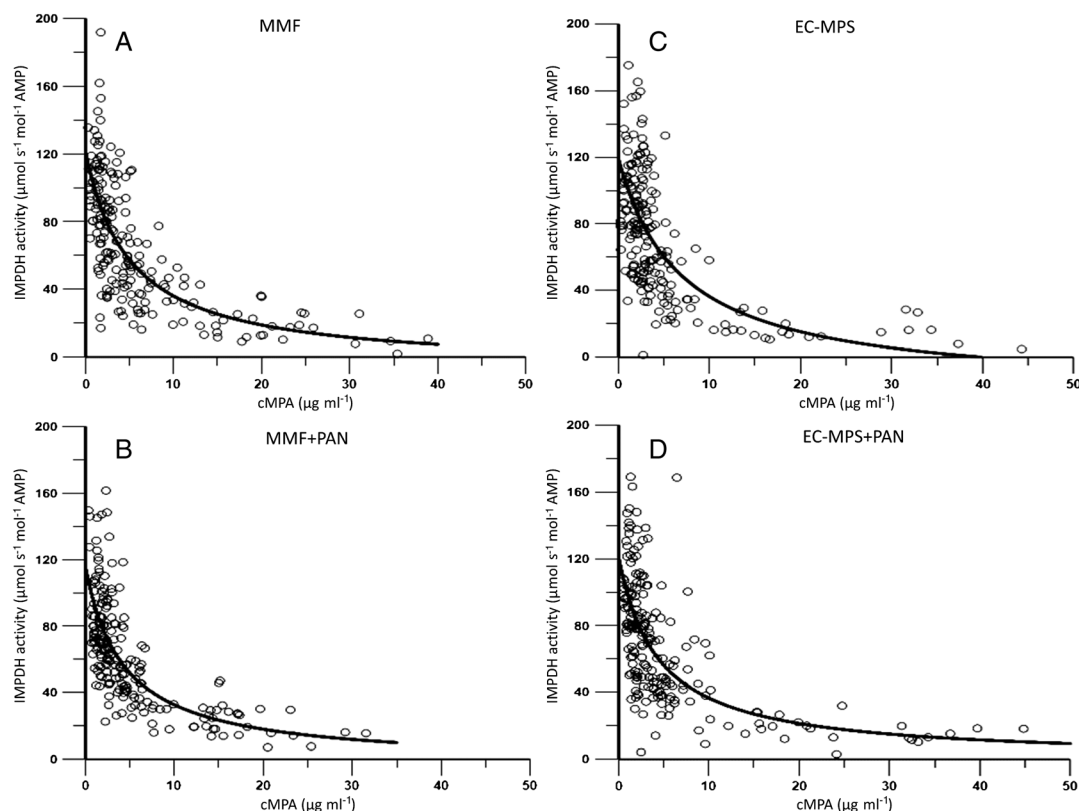 A
MMF
200
160
120
80
40
0
IMPDH activity (µmol s⁻¹ mol⁻¹ AMP)
0 10 20 30 40 50
cMPA (µg ml⁻¹)
C
EC-MPS
200
160
120
80
40
0
IMPDH activity (µmol s⁻¹ mol⁻¹ AMP)
0 10 20 30 40 50
cMPA (µg ml⁻¹)
B
MMF+PAN
200
160
120
80
40
0
IMPDH activity (µmol s⁻¹ mol⁻¹ AMP)
0 10 20 30 40 50
cMPA (µg ml⁻¹)
D
EC-MPS+PAN
200
160
120
80
40
0
IMPDH activity (µmol s⁻¹ mol⁻¹ AMP)
0 10 20 30 40 50
cMPA (µg ml⁻¹)